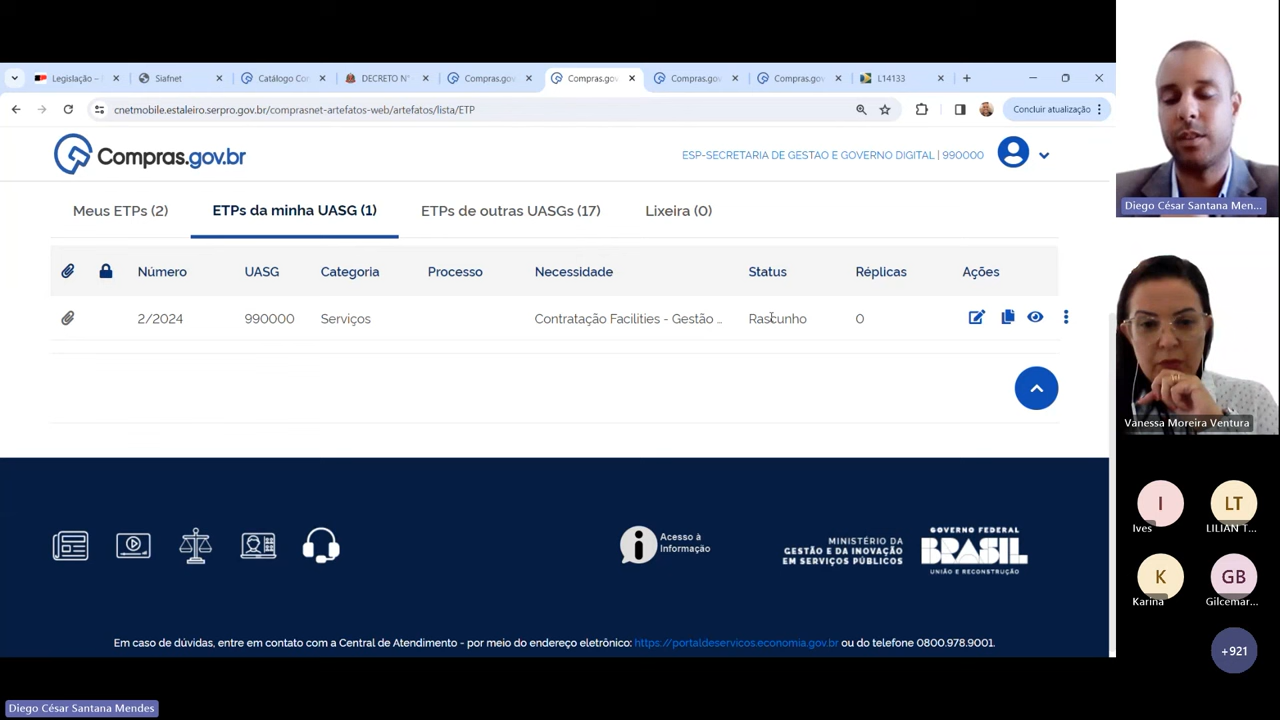 Legislação –
Siafnet
Catálogo Co
DECRETO Nº
Compras.gov
Compras.gov
Compras.gov
Compras.gov
L14133
cnetmobile.estaleiro.serpro.gov.br/comprasnet-artefatos-web/artefatos/lista/ETP
Concluir atualização
Compras.gov.br
ESP-SECRETARIA DE GESTAO E GOVERNO DIGITAL | 990000
Meus ETPs (2)
ETPs da minha UASG (1)
ETPs de outras UASGs (17)
Lixeira (0)
Número UASG Categoria Processo Necessidade Status Réplicas Ações
2/2024 990000 Serviços Contratação Facilities - Gestão ... Rascunho 0
Acesso à
Informação
MINISTÉRIO DA
GESTÃO E DA INOVAÇÃO
EM SERVIÇOS PÚBLICOS
GOVERNO FEDERAL
BRASIL
UNIÃO E RECONSTRUÇÃO
Em caso de dúvidas, entre em contato com a Central de Atendimento - por meio do endereço eletrônico: https://portaldeservicos.economia.gov.br ou do telefone 0800.978.9001.
Diego César Santana Men...
Vanessa Moreira Ventura
I
Ives
LT
LILIAN T...
K
Karina
GB
Gilcemar...
+921
Diego César Santana Mendes